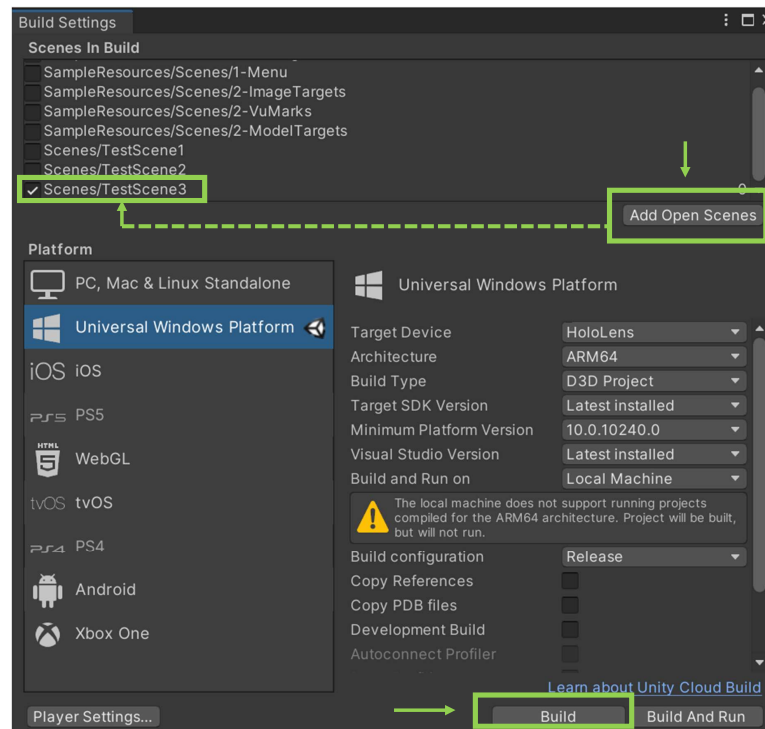 Build Settings
Scenes In Build
SampleResources/Scenes/1-Menu
SampleResources/Scenes/2-ImageTargets
SampleResources/Scenes/2-VuMarks
SampleResources/Scenes/2-ModelTargets
Scenes/TestScene1
Scenes/TestScene2
Scenes/TestScene3 0
Add Open Scenes
Platform
PC, Mac & Linux Standalone
Universal Windows Platform
iOS iOS
PS5 PS5
HTML
5 WebGL
tvOS tvOS
PS4 PS4
Android
Xbox One
Universal Windows Platform
Target Device HoloLens
Architecture ARM64
Build Type D3D Project
Target SDK Version Latest installed
Minimum Platform Version 10.0.10240.0
Visual Studio Version Latest installed
Build and Run on Local Machine
The local machine does not support running projects
compiled for the ARM64 architecture. Project will be built,
but will not run.
Build configuration Release
Copy References
Copy PDB files
Development Build
Autoconnect Profiler
Learn about Unity Cloud Build
Player Settings...
Build
Build And Run